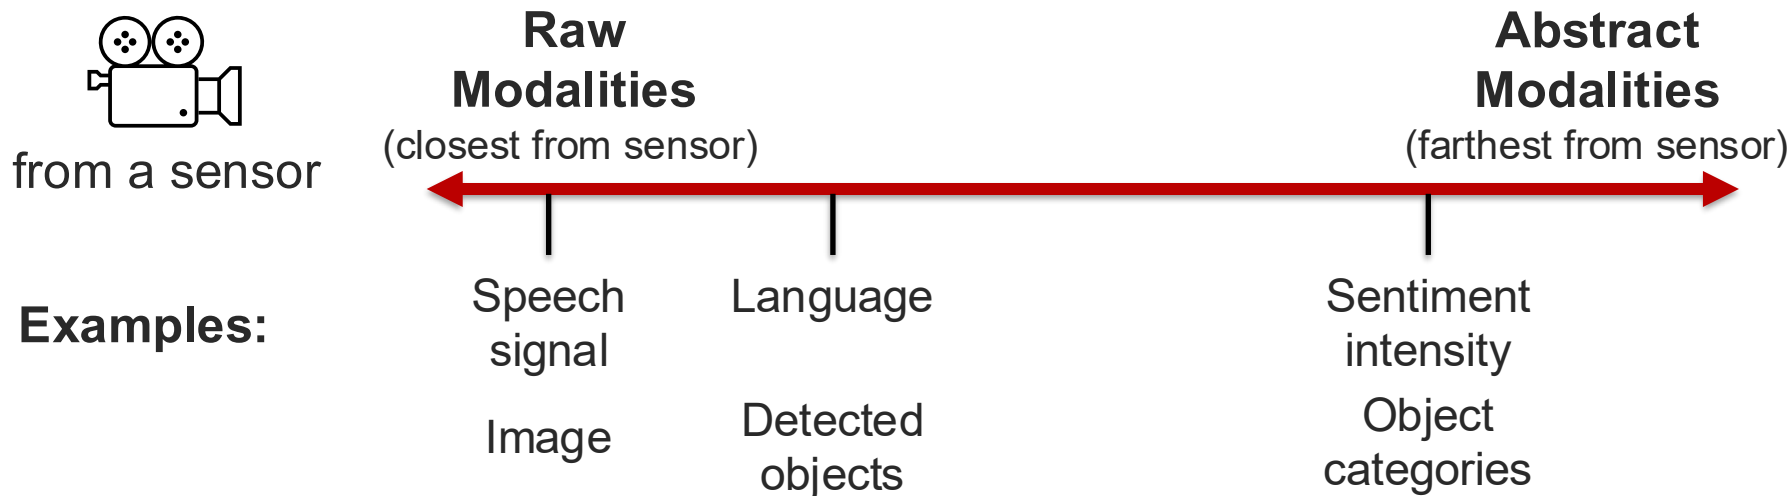 Raw
Modalities
(closest from sensor)
Abstract
Modalities
(farthest from sensor)
from a sensor
Examples:
Speech
signal
Language
Sentiment
intensity
Image
Detected
objects
Object
categories